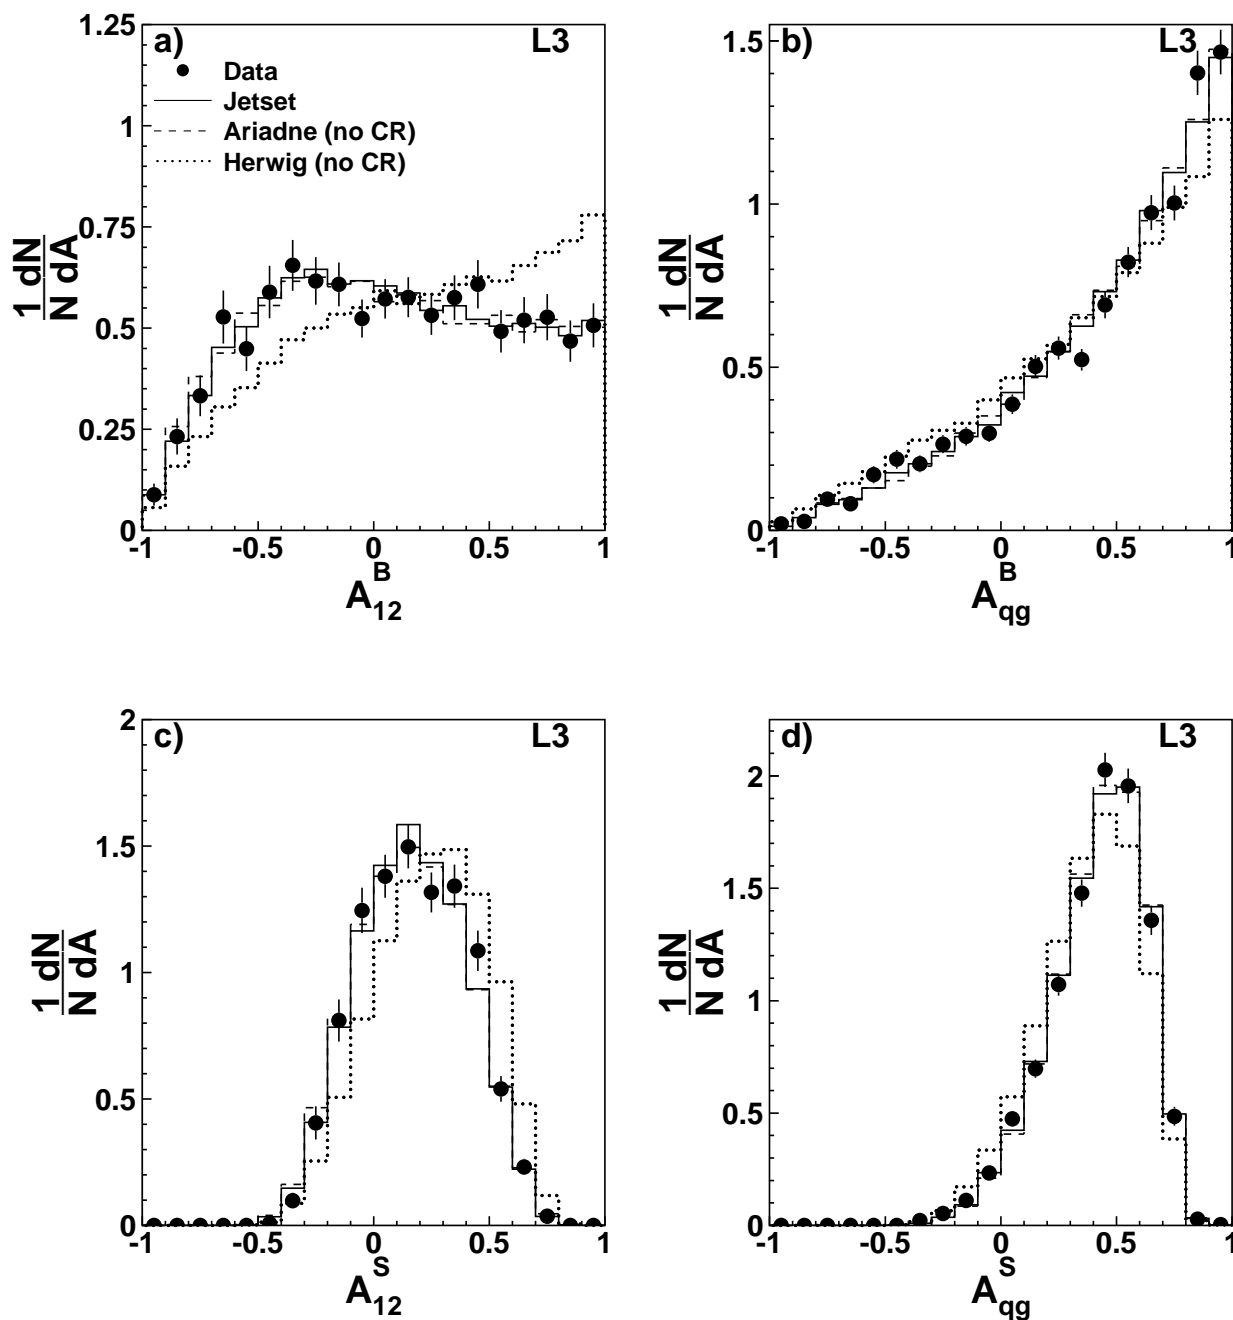 a)
L3
Data
Jetset
Ariadne (no CR)
Herwig (no CR)
1.25
1
0.75
0.5
0.25
0
1 dN
N dA
-1 -0.5 0 0.5 1
A₁₂ᴮ
b)
L3
1.5
1
0.5
0
1 dN
N dA
-1 -0.5 0 0.5 1
A_qg^B
c)
L3
2
1.5
1
0.5
0
1 dN
N dA
-1 -0.5 0 0.5 1
A₁₂^S
d)
L3
2
1.5
1
0.5
0
1 dN
N dA
-1 -0.5 0 0.5 1
A_qg^S